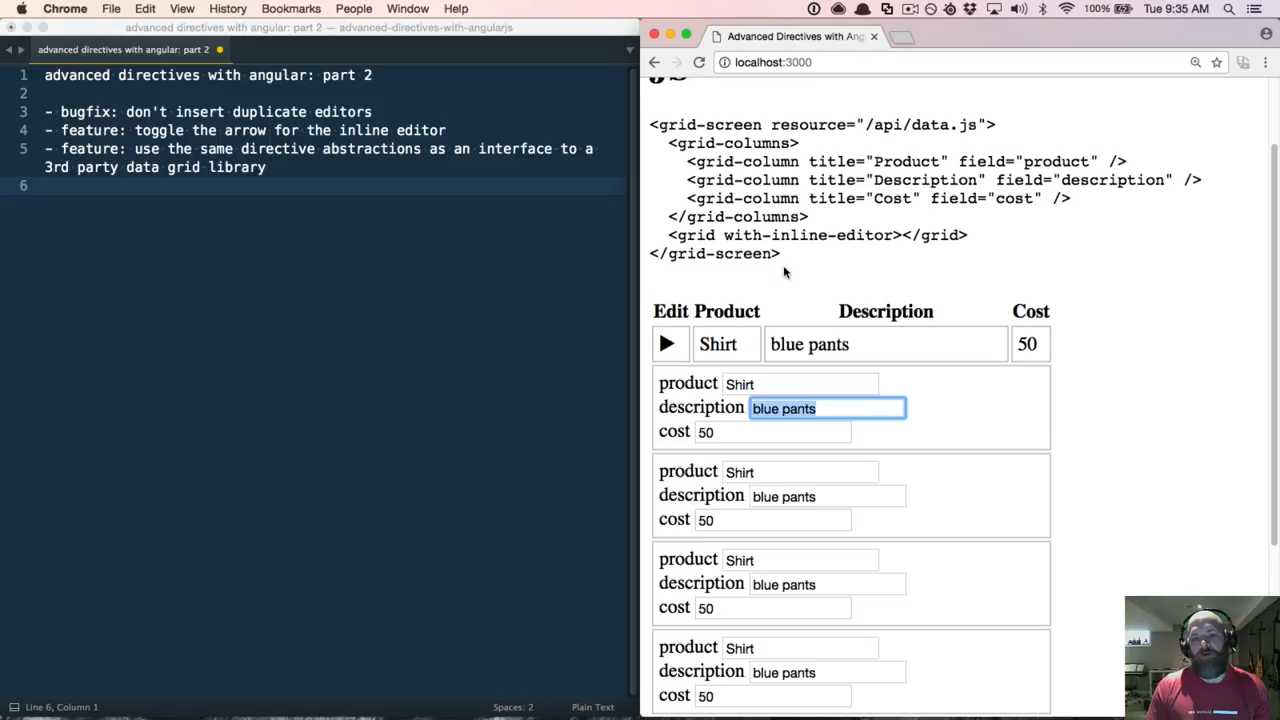 Chrome File Edit View History Bookmarks People Window Help 100% Tue 9:35 AM
advanced directives with angular: part 2 — advanced-directives-with-angularjs
advanced directives with angular: part 2
1 advanced directives with angular: part 2
2
3 - bugfix: don't insert duplicate editors
4 - feature: toggle the arrow for the inline editor
5 - feature: use the same directive abstractions as an interface to a
3rd party data grid library
6
Line 6, Column 1 Spaces: 2 Plain Text
Advanced Directives with Ang
localhost:3000
<grid-screen resource="/api/data.js">
<grid-columns>
<grid-column title="Product" field="product" />
<grid-column title="Description" field="description" />
<grid-column title="Cost" field="cost" />
</grid-columns>
<grid with-inline-editor></grid>
</grid-screen>
Edit Product Description Cost
▶ Shirt blue pants 50
product Shirt
description blue pants
cost 50
product Shirt
description blue pants
cost 50
product Shirt
description blue pants
cost 50
product Shirt
description blue pants
cost 50